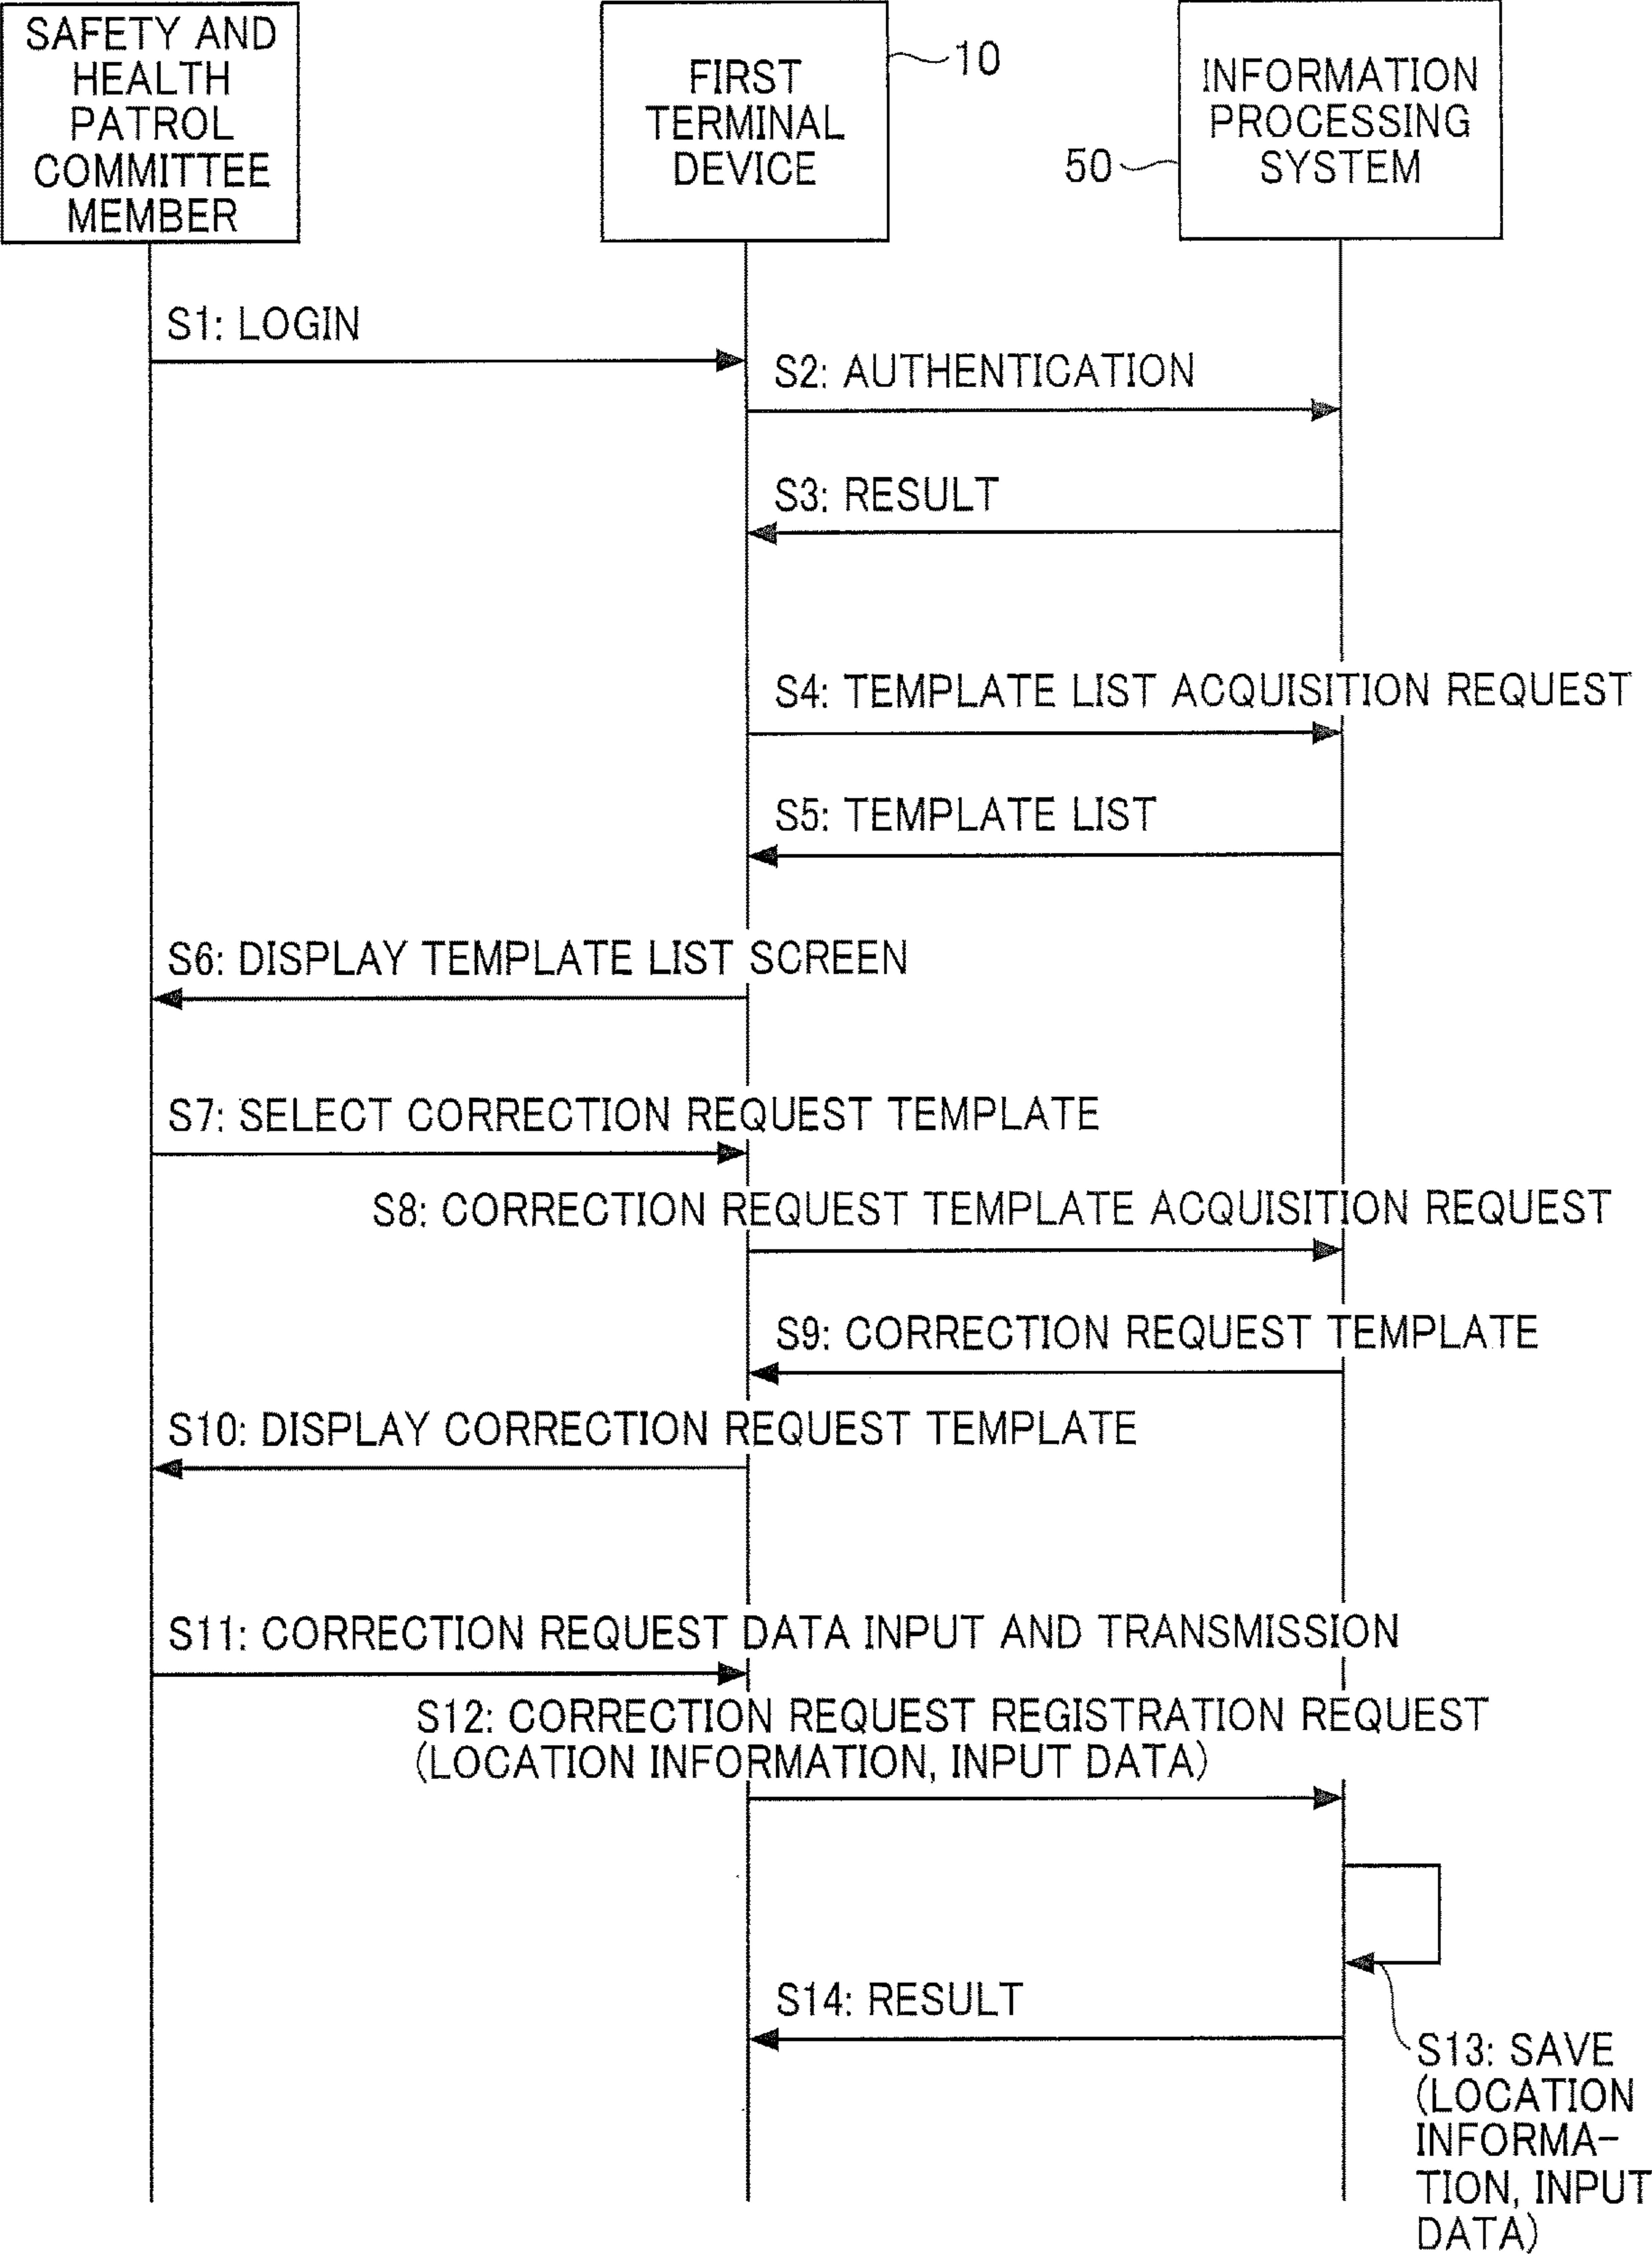 SAFETY AND
HEALTH
PATROL
COMMITTEE
MEMBER
FIRST
TERMINAL
DEVICE
10
INFORMATION
PROCESSING
SYSTEM
50
S1: LOGIN
S2: AUTHENTICATION
S3: RESULT
S4: TEMPLATE LIST ACQUISITION REQUEST
S5: TEMPLATE LIST
S6: DISPLAY TEMPLATE LIST SCREEN
S7: SELECT CORRECTION REQUEST TEMPLATE
S8: CORRECTION REQUEST TEMPLATE ACQUISITION REQUEST
S9: CORRECTION REQUEST TEMPLATE
S10: DISPLAY CORRECTION REQUEST TEMPLATE
S11: CORRECTION REQUEST DATA INPUT AND TRANSMISSION
S12: CORRECTION REQUEST REGISTRATION REQUEST
(LOCATION INFORMATION, INPUT DATA)
S14: RESULT
S13: SAVE
(LOCATION
INFORMA-
TION, INPUT
DATA)